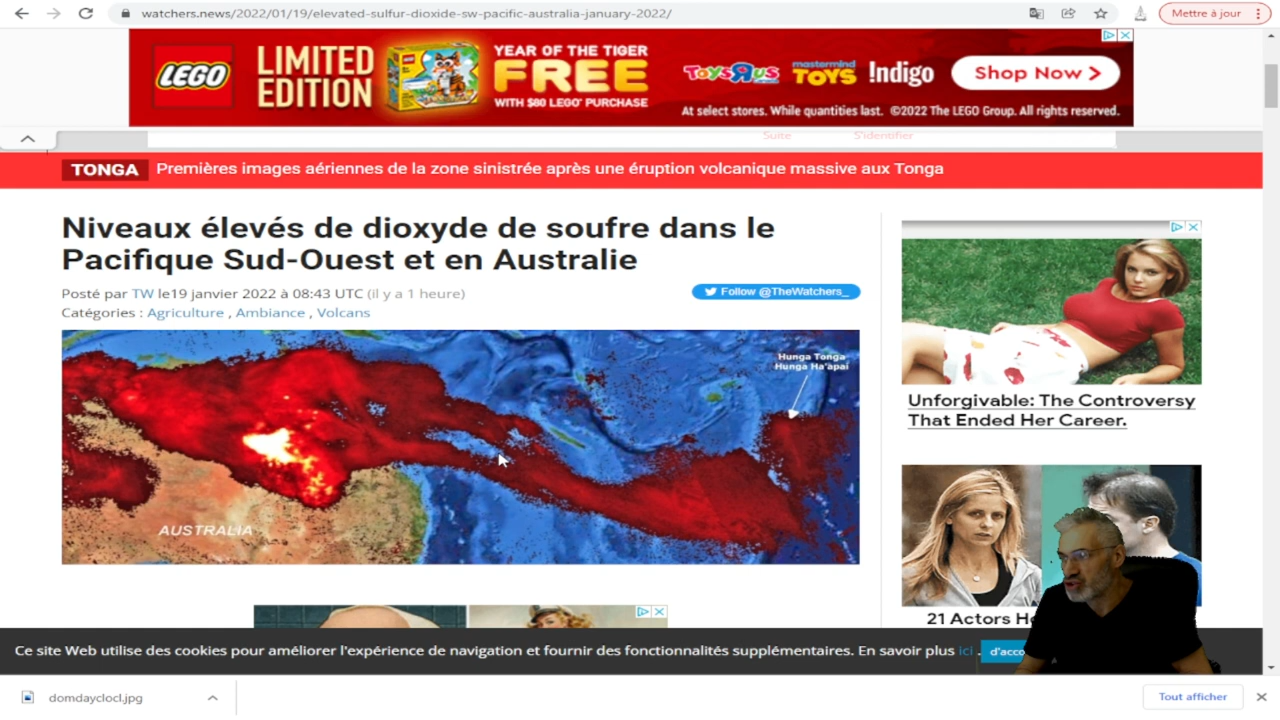 watchers.news/2022/01/19/elevated-sulfur-dioxide-sw-pacific-australia-january-2022/
Mettre à jour
LEGO
LIMITED
EDITION
YEAR OF THE TIGER
FREE
WITH $80 LEGO® PURCHASE
TOYSRUS
mastermind
TOYS
!ndigo
Shop Now >
At select stores. While quantities last. ©2022 The LEGO Group. All rights reserved.
Suite
S'identifier
TONGA
Premières images aériennes de la zone sinistrée après une éruption volcanique massive aux Tonga
Niveaux élevés de dioxyde de soufre dans le
Pacifique Sud-Ouest et en Australie
Posté par TW le19 janvier 2022 à 08:43 UTC (il y a 1 heure)
Follow @TheWatchers_
Catégories : Agriculture , Ambiance , Volcans
Hunga Tonga
Hunga Ha'apai
AUSTRALIA
Unforgivable: The Controversy
That Ended Her Career.
21 Actors
Ce site Web utilise des cookies pour améliorer l'expérience de navigation et fournir des fonctionnalités supplémentaires. En savoir plus ici .
d'acco
domdayclocl.jpg
Tout afficher